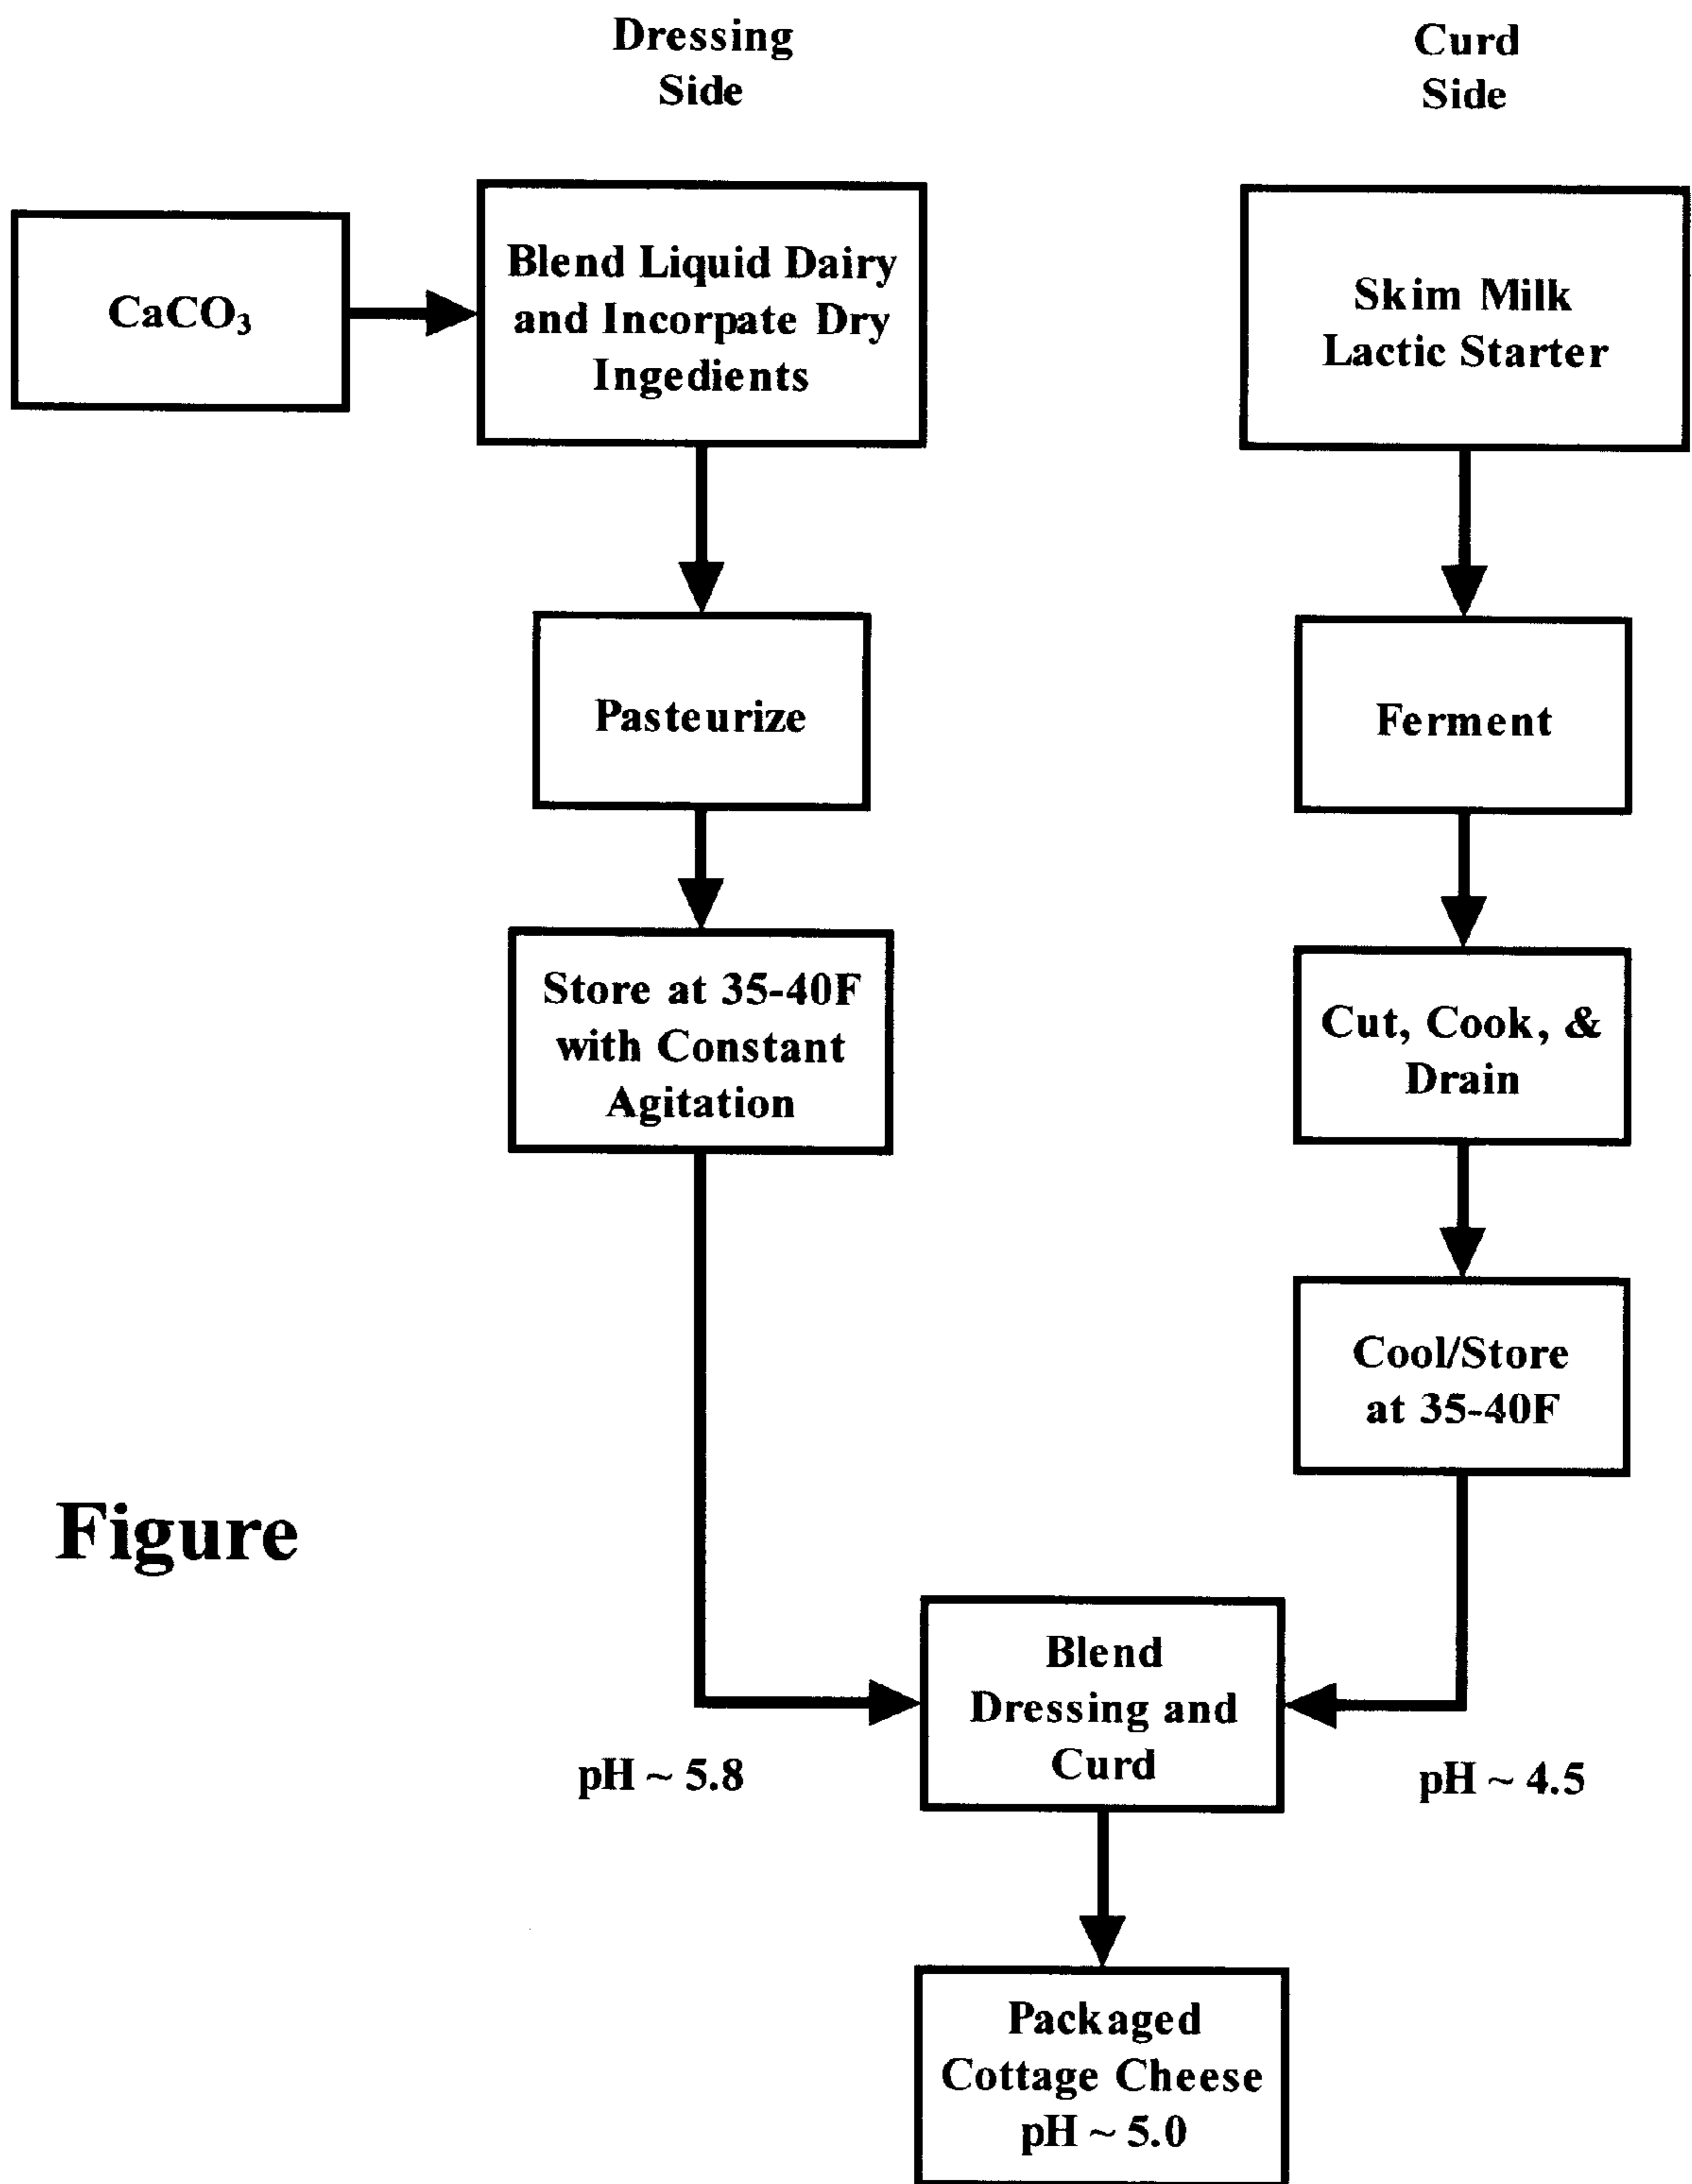 Dressing
Side
Curd
Side
CaCO₃
Blend Liquid Dairy
and Incorpate Dry
Ingedients
Skim Milk
Lactic Starter
Pasteurize
Ferment
Store at 35-40F
with Constant
Agitation
Cut, Cook, &
Drain
Cool/Store
at 35-40F
Figure
Blend
Dressing and
Curd
pH ~ 5.8
pH ~ 4.5
Packaged
Cottage Cheese
pH ~ 5.0